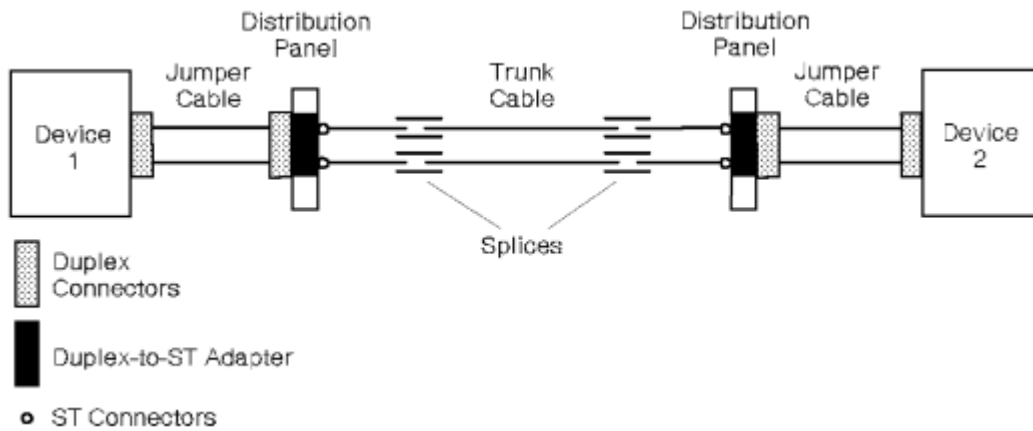 Distribution
Panel
Distribution
Panel
Jumper
Cable
Trunk
Cable
Jumper
Cable
Device
1
Device
2
Splices
Duplex
Connectors
Duplex-to-ST Adapter
ST Connectors